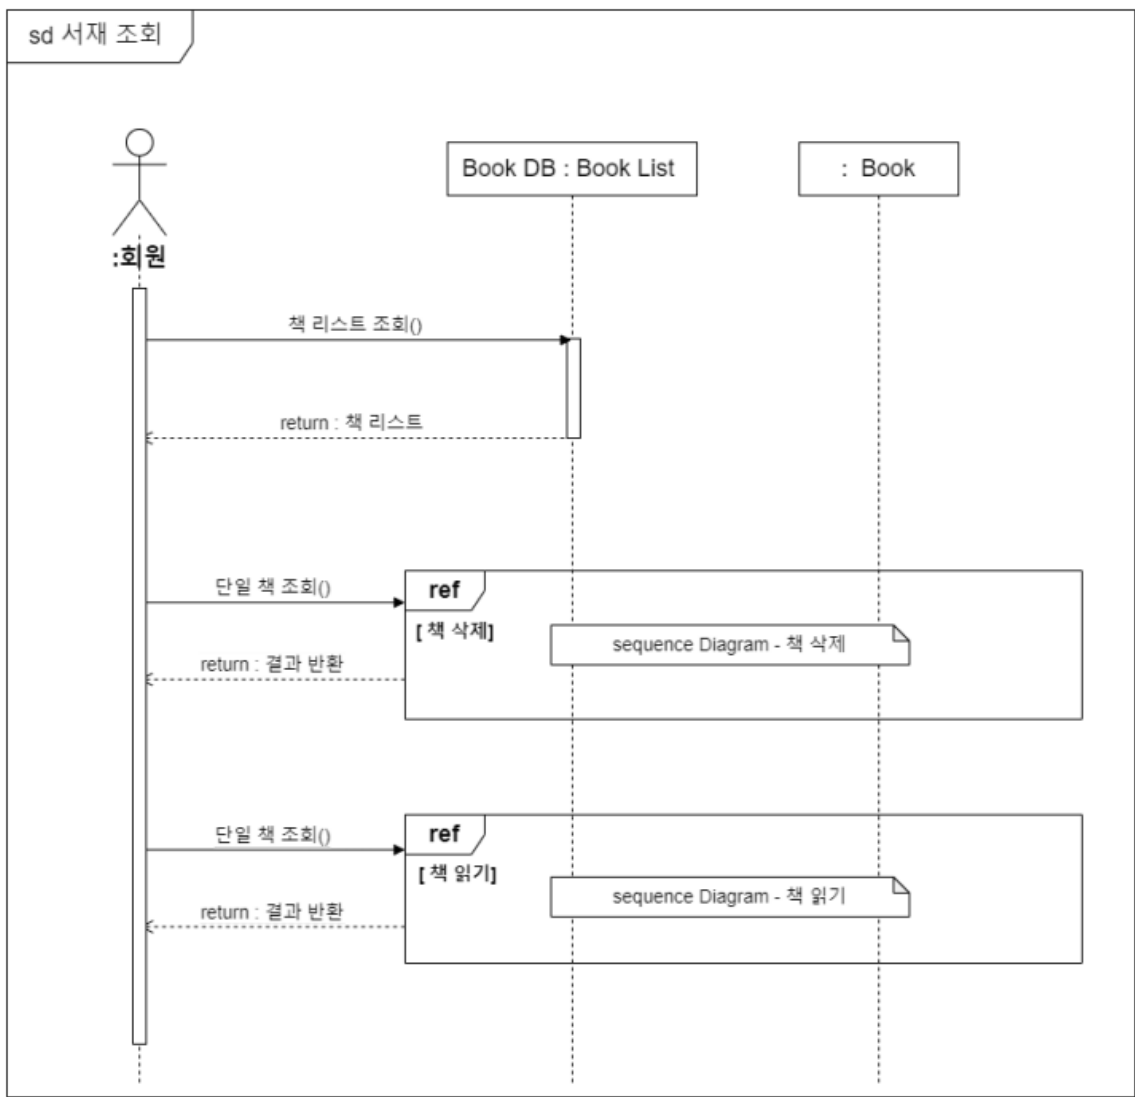 sd 서재 조회
Book DB : Book List
: Book
:회원
책 리스트 조회()
return : 책 리스트
단일 책 조회()
ref
[ 책 삭제]
sequence Diagram - 책 삭제
return : 결과 반환
단일 책 조회()
ref
[ 책 읽기]
sequence Diagram - 책 읽기
return : 결과 반환